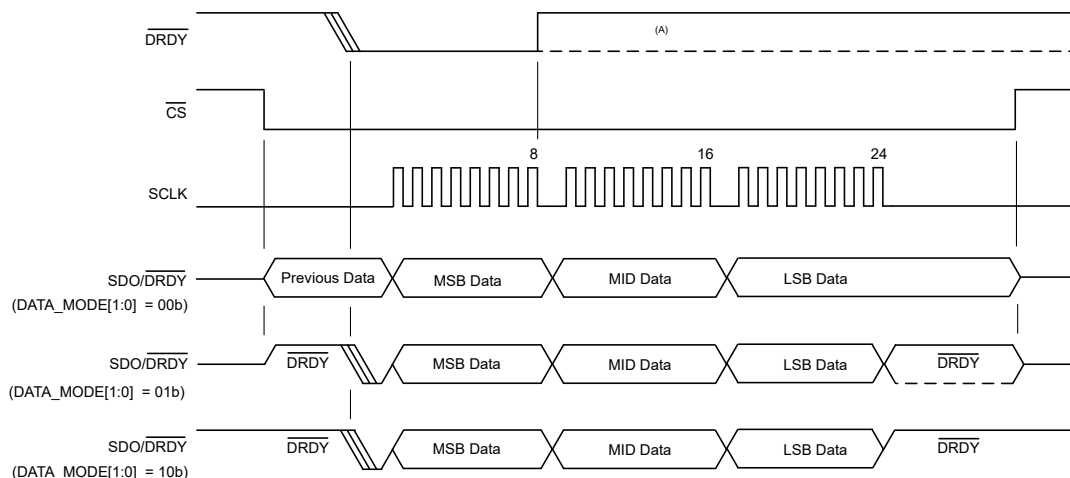 DRDY
(A)
CS
8 16 24
SCLK
SDO/DRDY
(DATA_MODE[1:0] = 00b)
Previous Data MSB Data MID Data LSB Data
SDO/DRDY
(DATA_MODE[1:0] = 01b)
DRDY MSB Data MID Data LSB Data DRDY
SDO/DRDY
(DATA_MODE[1:0] = 10b)
DRDY MSB Data MID Data LSB Data DRDY